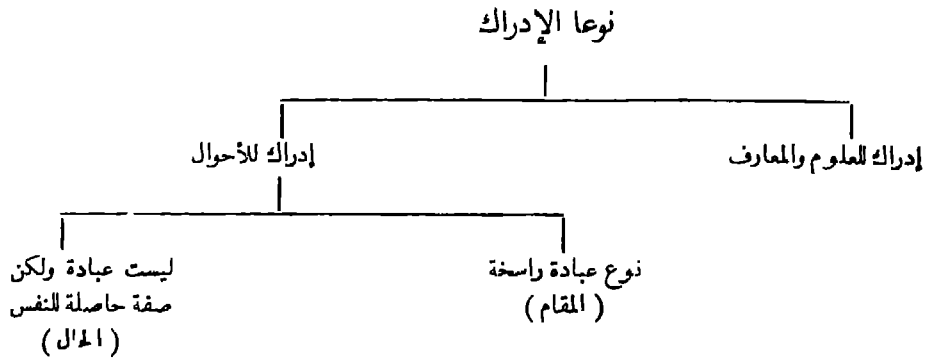 نوعا الإدراك
إدراك للعلوم والمعارف
إدراك للأحوال
نوع عبادة راسخة
( المقام )
ليست عبادة ولكن
صفة حاصلة للنفس
( الحال )